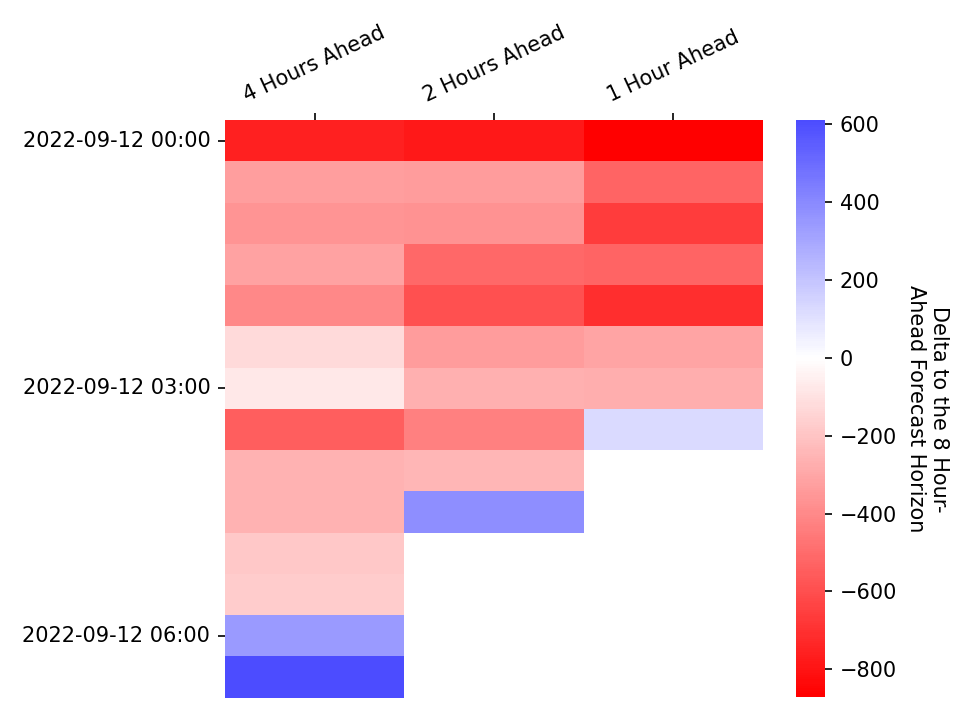 4 Hours Ahead
2 Hours Ahead
1 Hour Ahead
2022-09-12 00:00
2022-09-12 03:00
2022-09-12 06:00
600
400
200
0
−200
−400
−600
−800
Delta to the 8 Hour-
Ahead Forecast Horizon